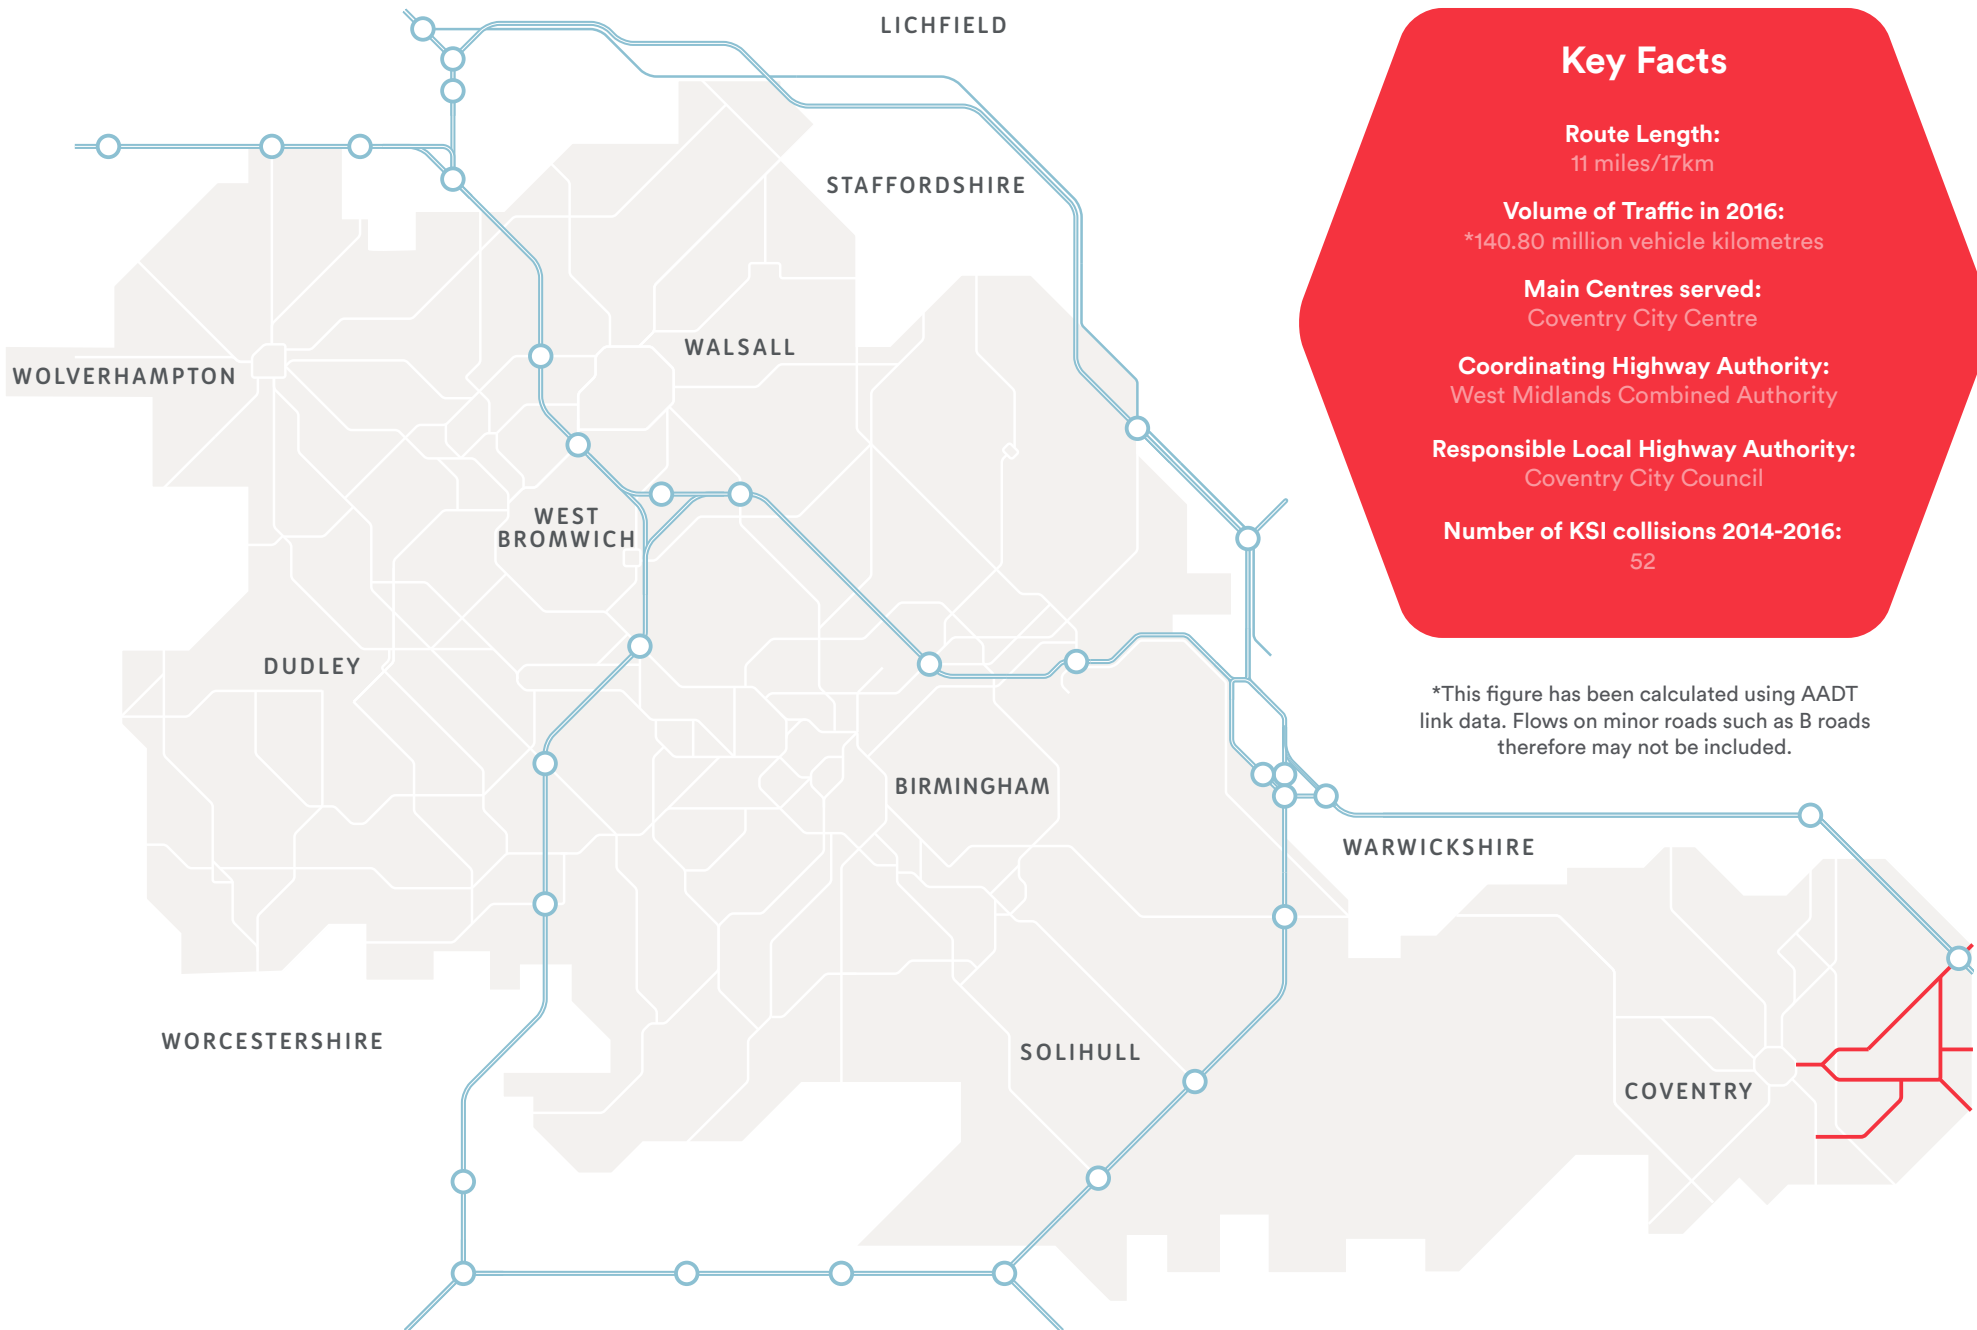 LICHFIELD
STAFFORDSHIRE
WALSALL
WOLVERHAMPTON
WEST
BROMWICH
DUDLEY
BIRMINGHAM
WARWICKSHIRE
WORCESTERSHIRE
SOLIHULL
COVENTRY
Key Facts
Route Length:
11 miles/17km
Volume of Traffic in 2016:
*140.80 million vehicle kilometres
Main Centres served:
Coventry City Centre
Coordinating Highway Authority:
West Midlands Combined Authority
Responsible Local Highway Authority:
Coventry City Council
Number of KSI collisions 2014-2016:
52
*This figure has been calculated using AADT
link data. Flows on minor roads such as B roads
therefore may not be included.